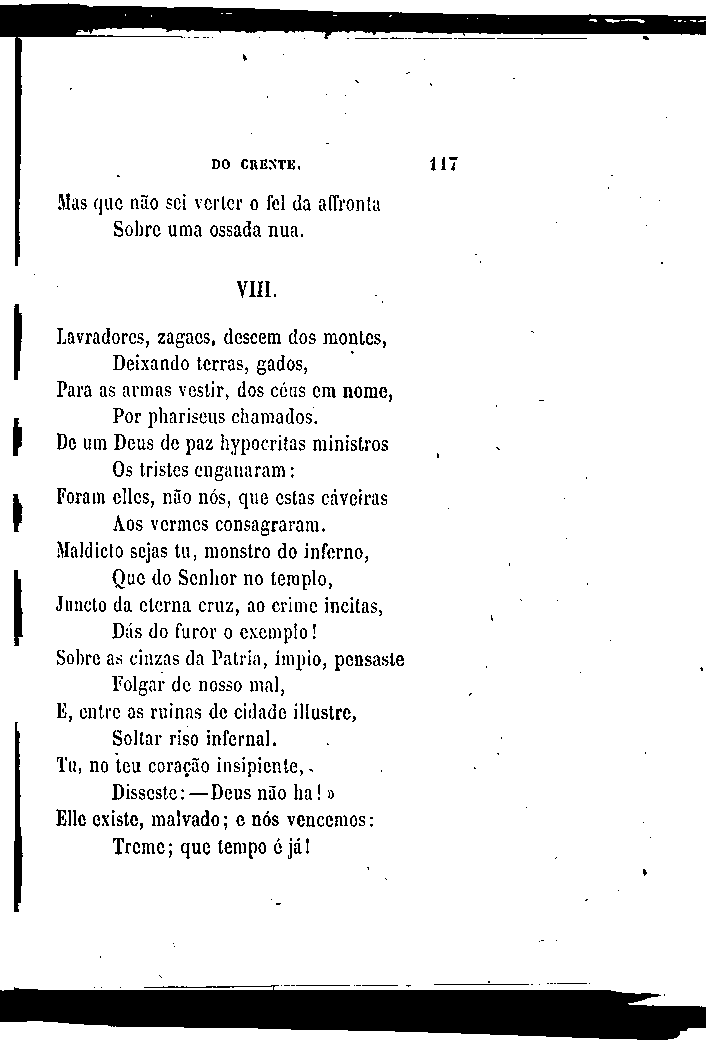 DO CRENTE. 117
Mas que não sei verter o fel da affronta
Sobre uma ossada nua.
VIII.
Lavradores, zagaes, descem dos montes,
Deixando terras, gados,
Para as armas vestir, dos céus em nome,
Por phariseus chamados.
De um Deus de paz hypocritas ministros
Os tristes enganaram:
Foram elles, não nós, que estas cáveiras
Aos vermes consagraram.
Maldicto sejas tu, monstro do inferno,
Que do Senhor no templo,
Juncto da eterna cruz, ao crime incitas,
Dás do furor o exemplo!
Sobre as cinzas da Patria, ímpio, pensaste
Folgar de nosso mal,
E, entre as ruinas de cidade illustre,
Soltar riso infernal.
Tu, no teu coração insipiente,
Disseste: —Deus não ha! »
Elle existe, malvado; e nós vencemos:
Treme; que tempo é já!